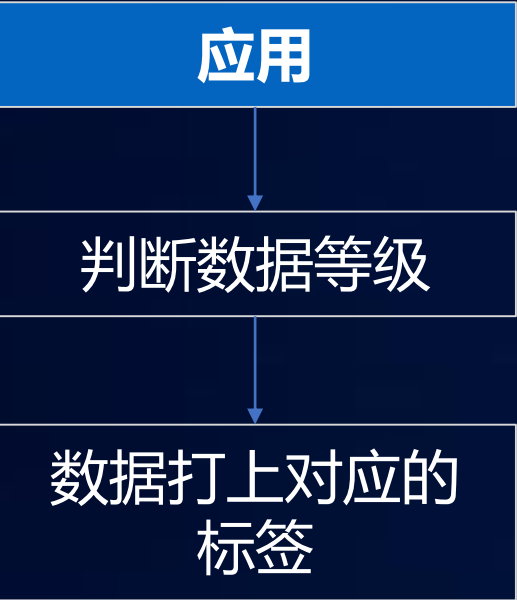 应用
判断数据等级
数据打上对应的
标签